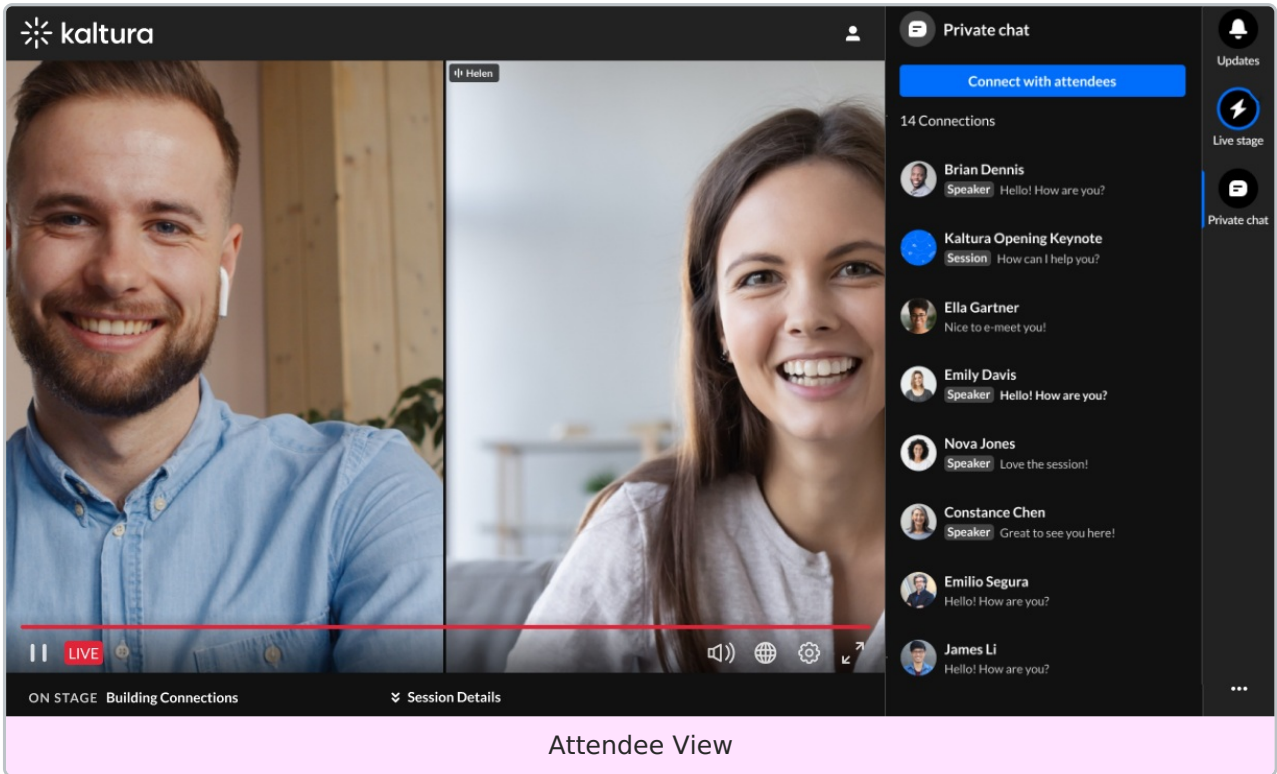 kaltura
Helen
LIVE
ON STAGE Building Connections
Session Details
Private chat
Connect with attendees
14 Connections
Brian Dennis
Speaker Hello! How are you?
Kaltura Opening Keynote
Session How can I help you?
Ella Gartner
Nice to e-meet you!
Emily Davis
Speaker Hello! How are you?
Nova Jones
Speaker Love the session!
Constance Chen
Speaker Great to see you here!
Emilio Segura
Hello! How are you?
James Li
Hello! How are you?
Updates
Live stage
Private chat
Attendee View